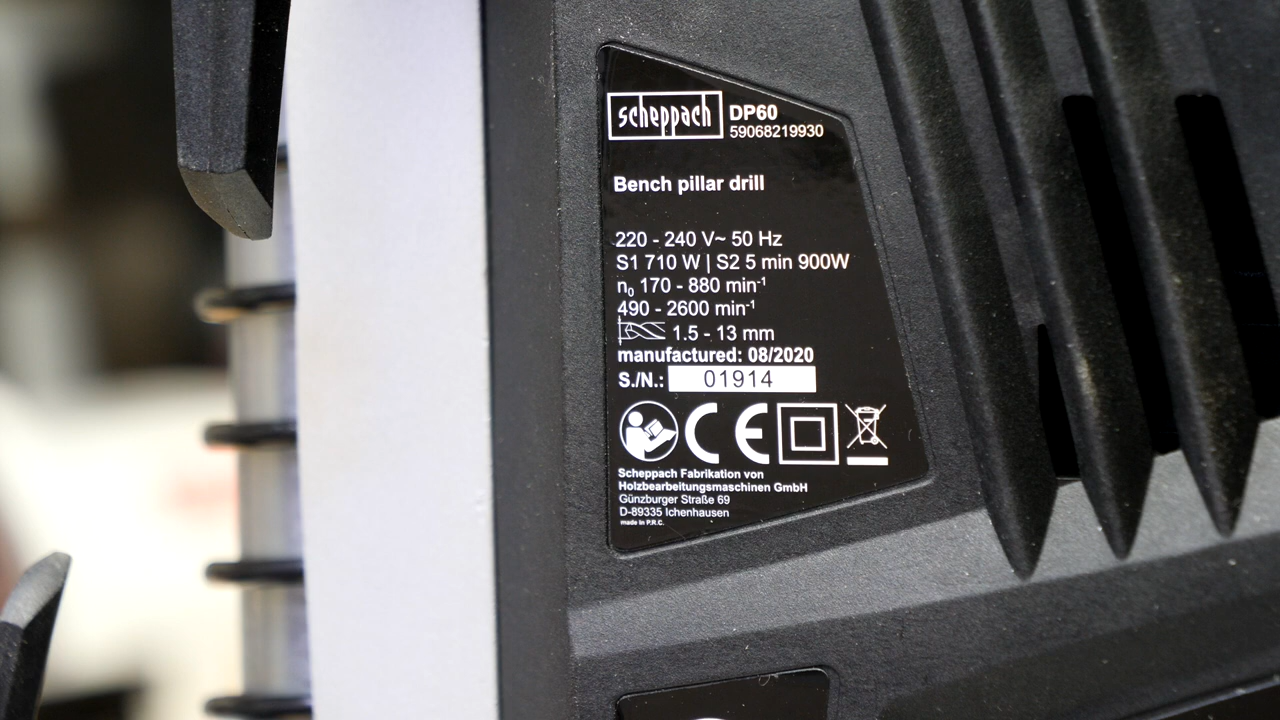 scheppach DP60
59068219930
Bench pillar drill
220 - 240 V~ 50 Hz
S1 710 W | S2 5 min 900W
n₀ 170 - 880 min⁻¹
490 - 2600 min⁻¹
1.5 - 13 mm
manufactured: 08/2020
S./N.: 01914
CE
Scheppach Fabrikation von
Holzbearbeitungsmaschinen GmbH
Günzburger Straße 69
D-89335 Ichenhausen
made in P.R.C.